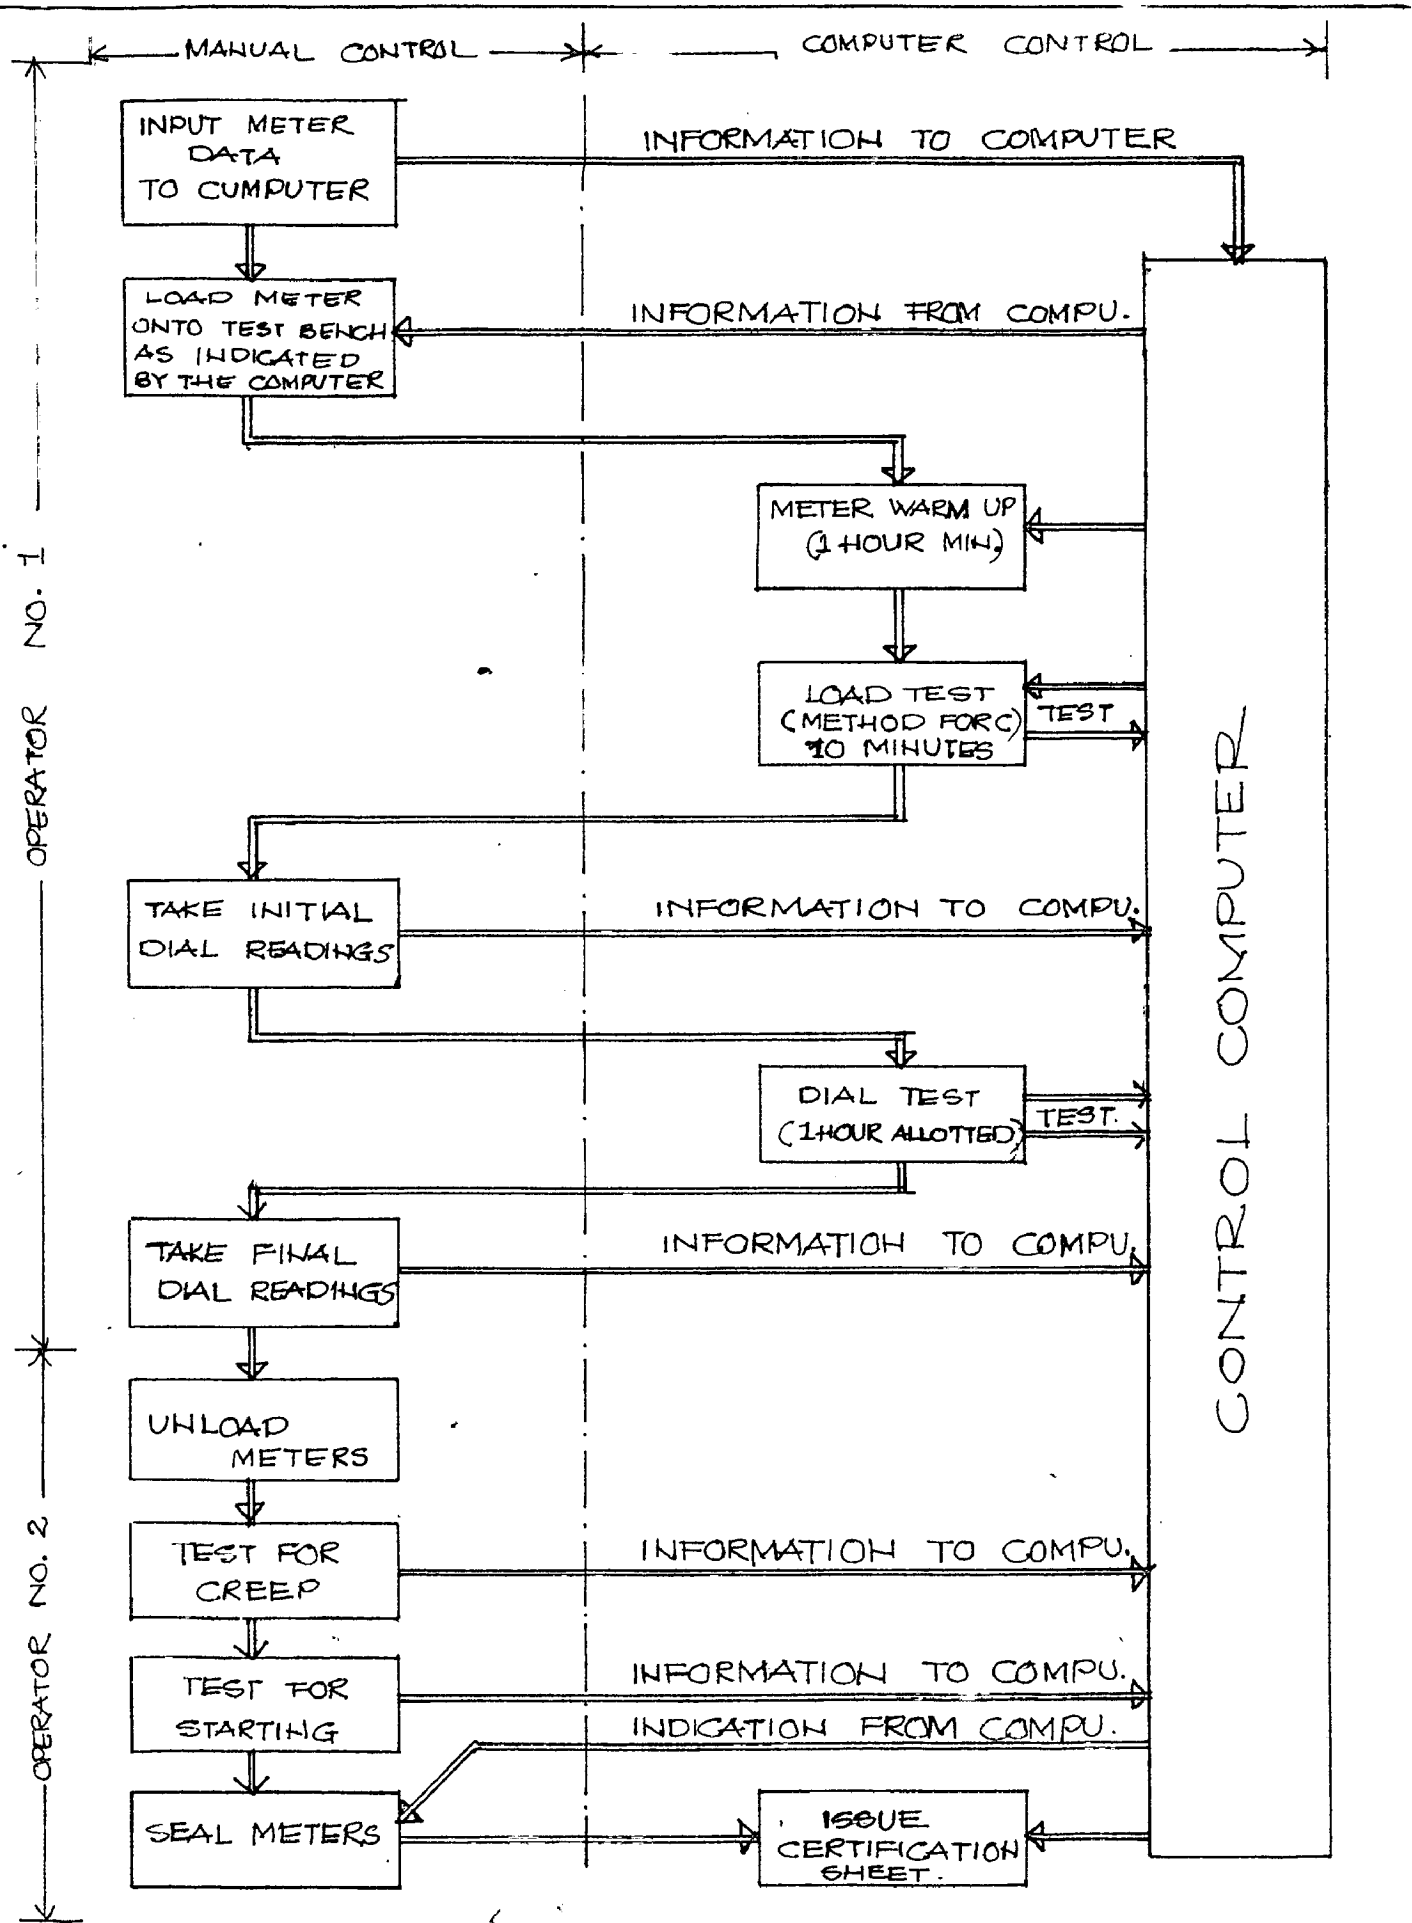 MANUAL CONTROL
COMPUTER CONTROL
INPUT METER
DATA
TO CUMPUTER
INFORMATION TO COMPUTER
LOAD METER
ONTO TEST BENCH
AS INDICATED
BY THE COMPUTER
INFORMATION FROM COMPU.
METER WARM UP
(1 HOUR MIN.)
LOAD TEST
(METHOD FOR C)
10 MINUTES
TEST
OPERATOR NO. 1
TAKE INITIAL
DIAL READINGS
INFORMATION TO COMPU.
CONTROL COMPUTER
DIAL TEST
(1 HOUR ALLOTTED)
TEST.
TAKE FINAL
DIAL READINGS
INFORMATION TO COMPU.
UNLOAD
METERS
OPERATOR NO. 2
TEST FOR
CREEP
INFORMATION TO COMPU.
TEST FOR
STARTING
INFORMATION TO COMPU.
INDICATION FROM COMPU.
SEAL METERS
ISSUE
CERTIFICATION
SHEET.